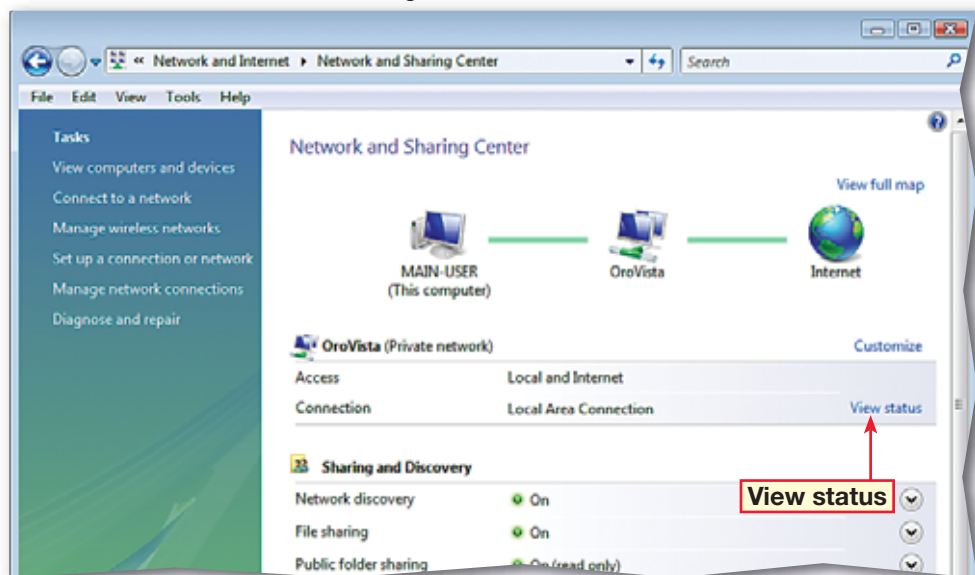 « Network and Internet ▸ Network and Sharing Center
Search
File Edit View Tools Help
Tasks
View computers and devices
Connect to a network
Manage wireless networks
Set up a connection or network
Manage network connections
Diagnose and repair
Network and Sharing Center
View full map
MAIN-USER
(This computer)
OroVista
Internet
OroVista (Private network)
Customize
Access
Local and Internet
Connection
Local Area Connection
View status
Sharing and Discovery
Network discovery
On
View status
File sharing
On
Public folder sharing
On (read only)